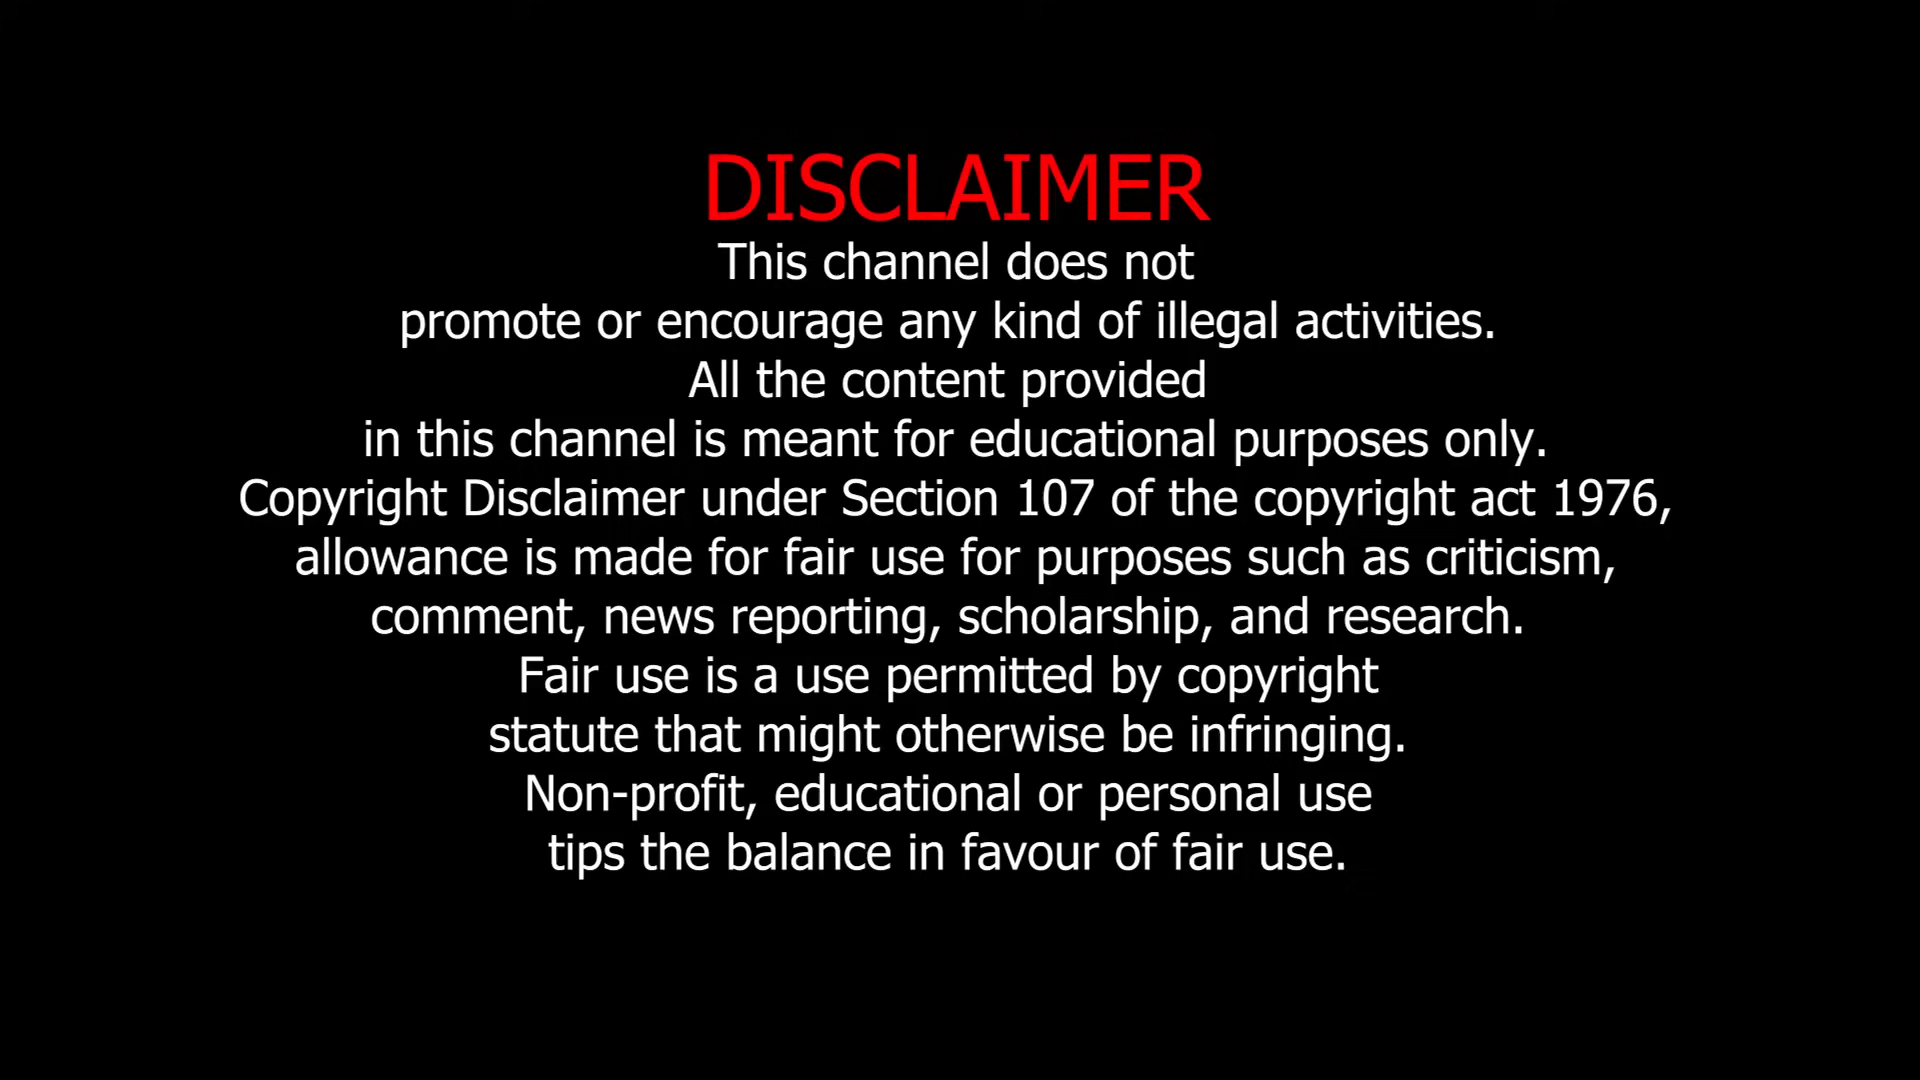 DISCLAIMER
This channel does not
promote or encourage any kind of illegal activities.
All the content provided
in this channel is meant for educational purposes only.
Copyright Disclaimer under Section 107 of the copyright act 1976,
allowance is made for fair use for purposes such as criticism,
comment, news reporting, scholarship, and research.
Fair use is a use permitted by copyright
statute that might otherwise be infringing.
Non-profit, educational or personal use
tips the balance in favour of fair use.